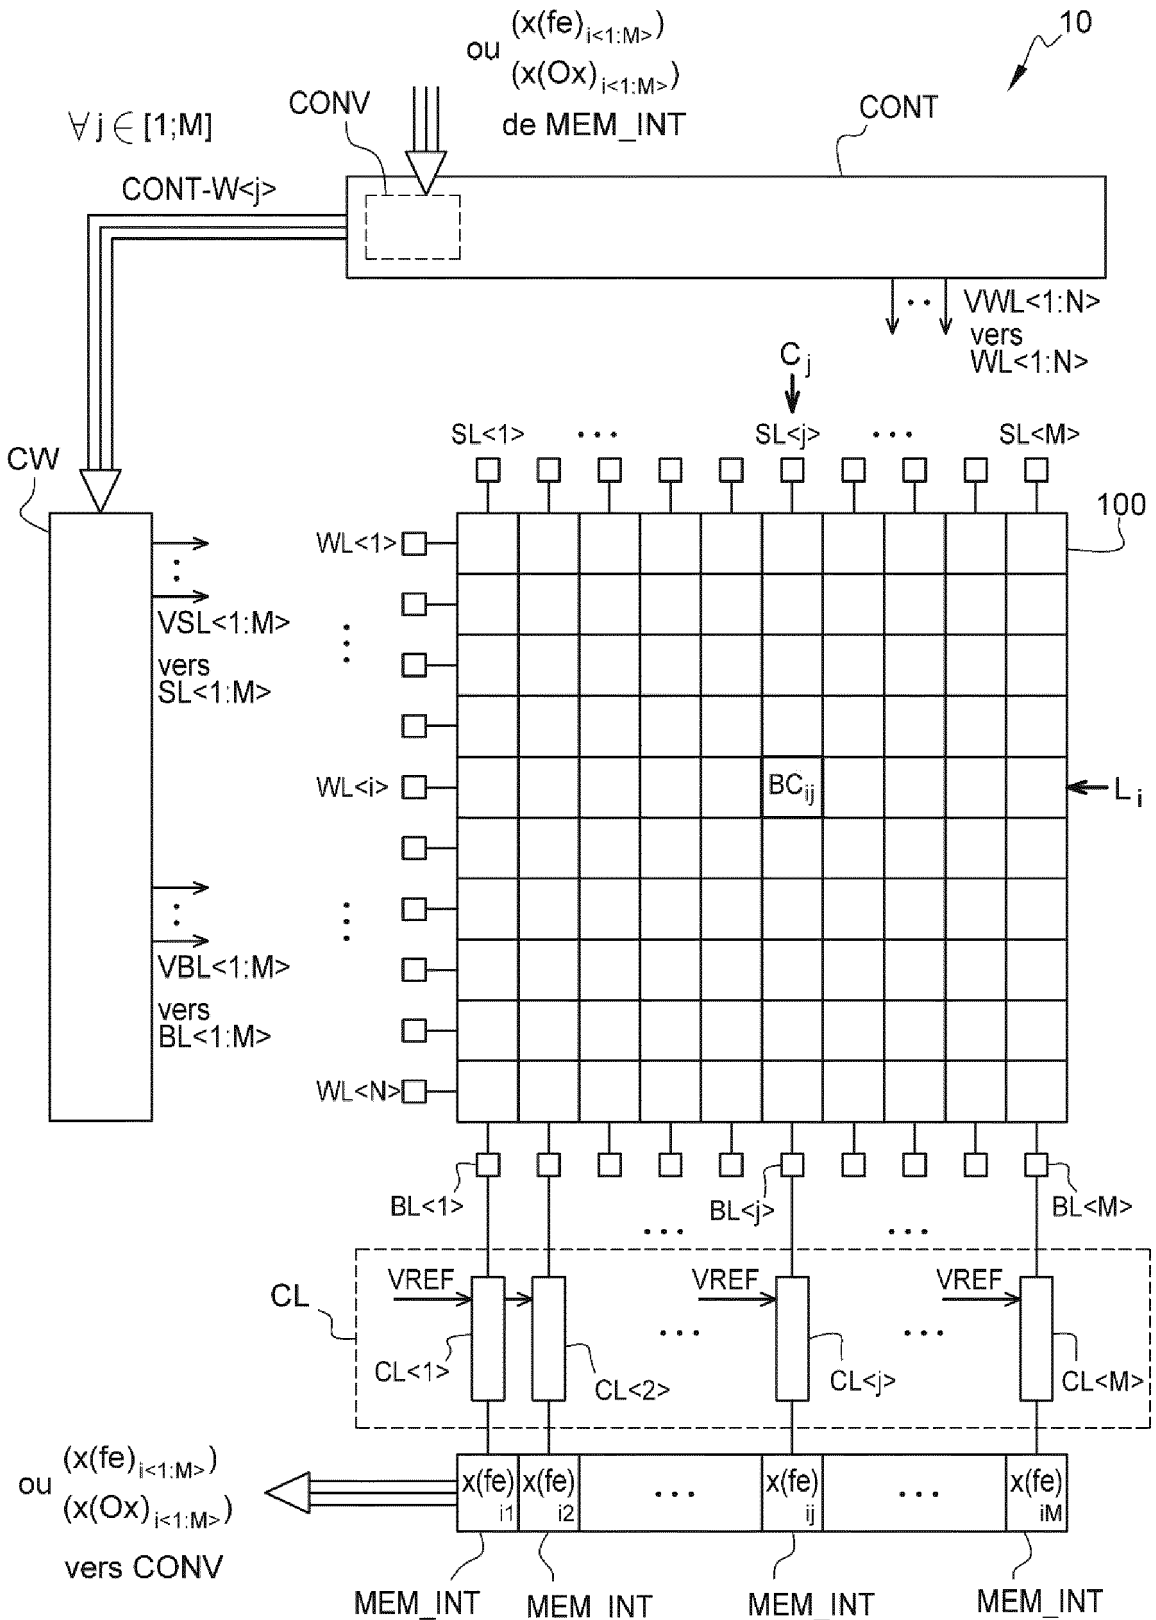 ou (x(fe)i<1:M>)
(x(Ox)i<1:M>)
de MEM_INT
10
CONV
CONT
∀ j ∈ [1;M]
CONT-W<j>
VWL<1:N>
vers
WL<1:N>
Cj
SL<1> ... SL<j> ... SL<M>
CW
100
WL<1>
VSL<1:M>
vers
SL<1:M>
WL<i>
BCij
Li
VBL<1:M>
vers
BL<1:M>
WL<N>
BL<1> ... BL<j> ... BL<M>
CL
VREF VREF VREF
CL<1> CL<2> ... CL<j> ... CL<M>
ou (x(fe)i<1:M>)
(x(Ox)i<1:M>)
vers CONV
x(fe)i1 x(fe)i2 ... x(fe)ij ... x(fe)iM
MEM_INT MEM_INT MEM_INT MEM_INT